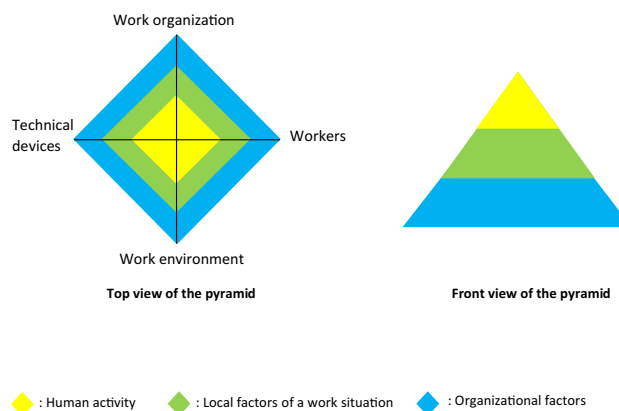 Work organization
Technical
devices
Workers
Work environment
Top view of the pyramid
Front view of the pyramid
: Human activity
: Local factors of a work situation
: Organizational factors